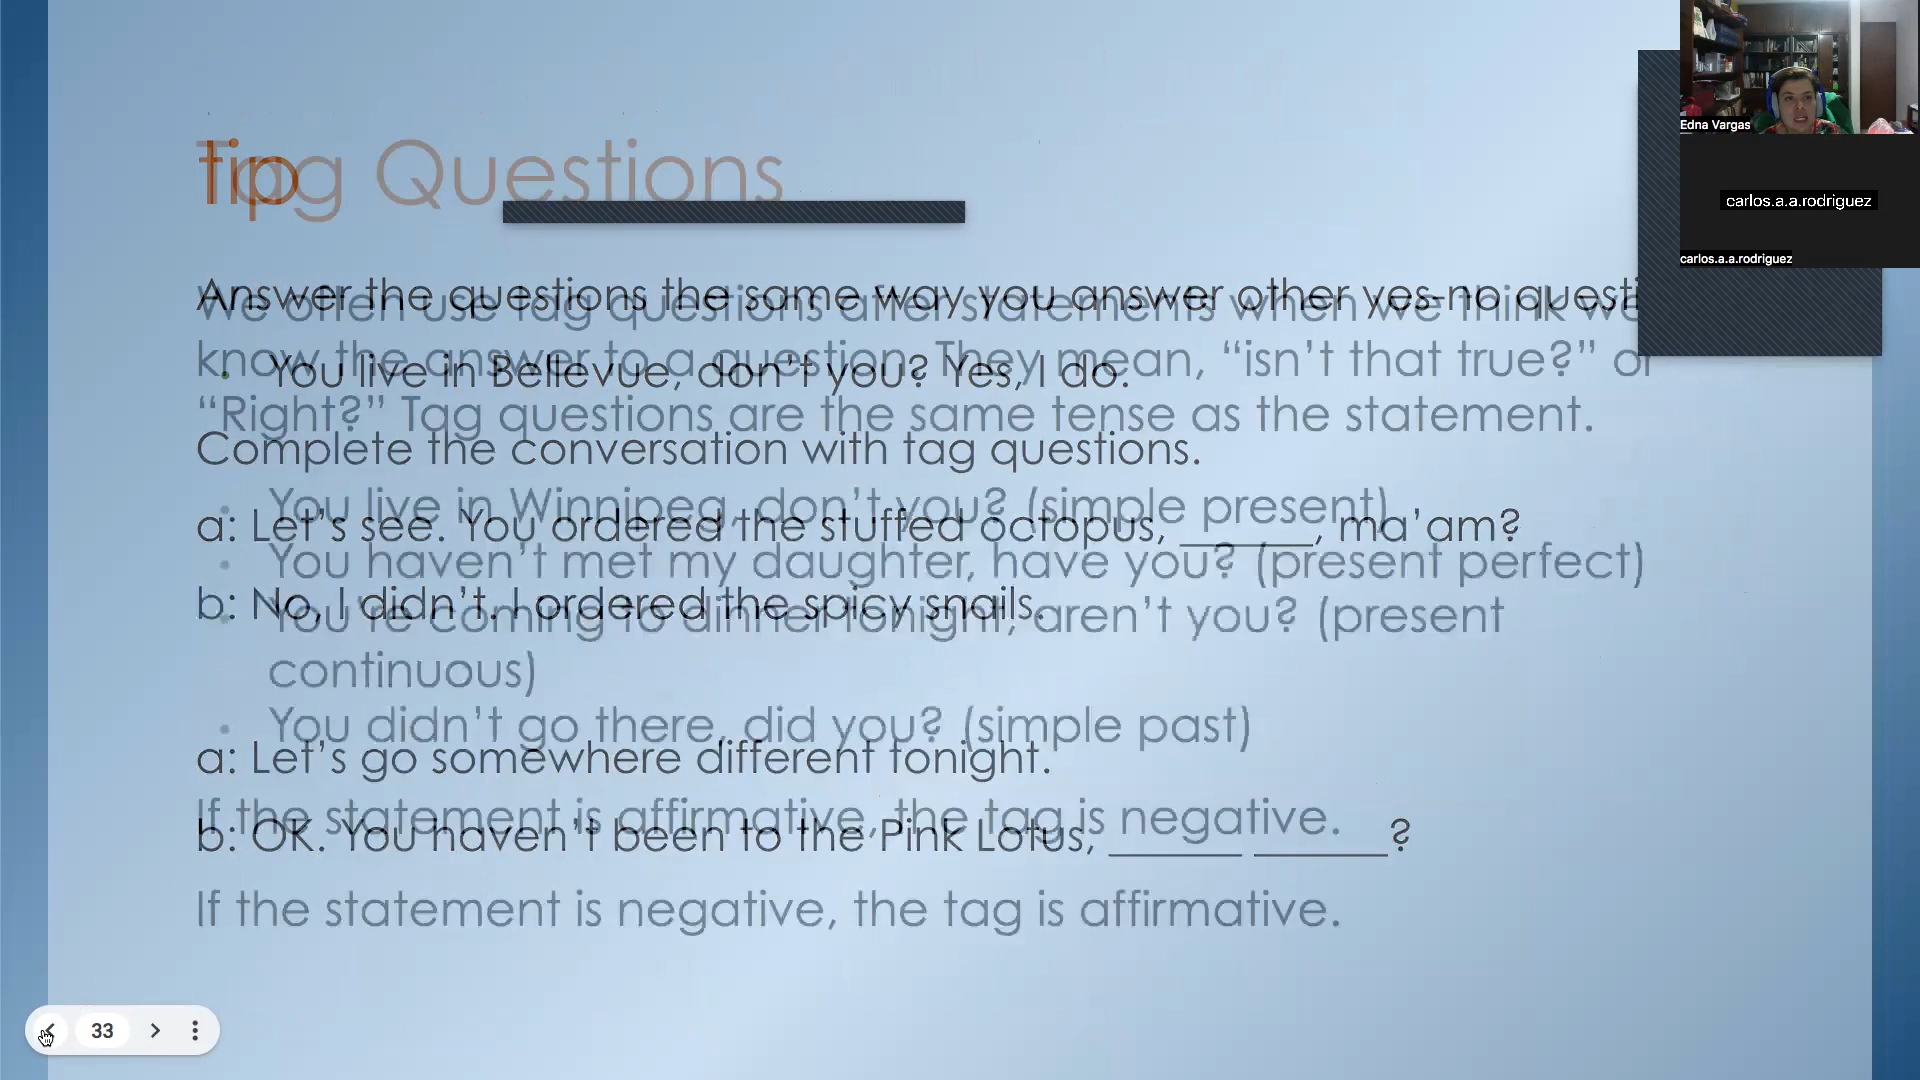 Tip
Answer the questions the same way you answer other yes-no questi
You live in Bellevue, don't you? Yes, I do.
Complete the conversation with tag questions.
a: Let's see. You ordered the stuffed octopus, ______, ma'am?
b: No, I didn't. I ordered the spicy snails.
a: Let's go somewhere different tonight.
b: OK. You haven't been to the Pink Lotus, ______ ______?
Tag Questions
We often use tag questions after statements when we think we
know the answer to a question. They mean, “isn't that true?” or
“Right?” Tag questions are the same tense as the statement.
• You live in Winnipeg, don't you? (simple present)
• You haven't met my daughter, have you? (present perfect)
• You're coming to dinner tonight, aren't you? (present
continuous)
• You didn't go there, did you? (simple past)
If the statement is affirmative, the tag is negative.
If the statement is negative, the tag is affirmative.
Edna Vargas
carlos.a.a.rodriguez
carlos.a.a.rodriguez
33